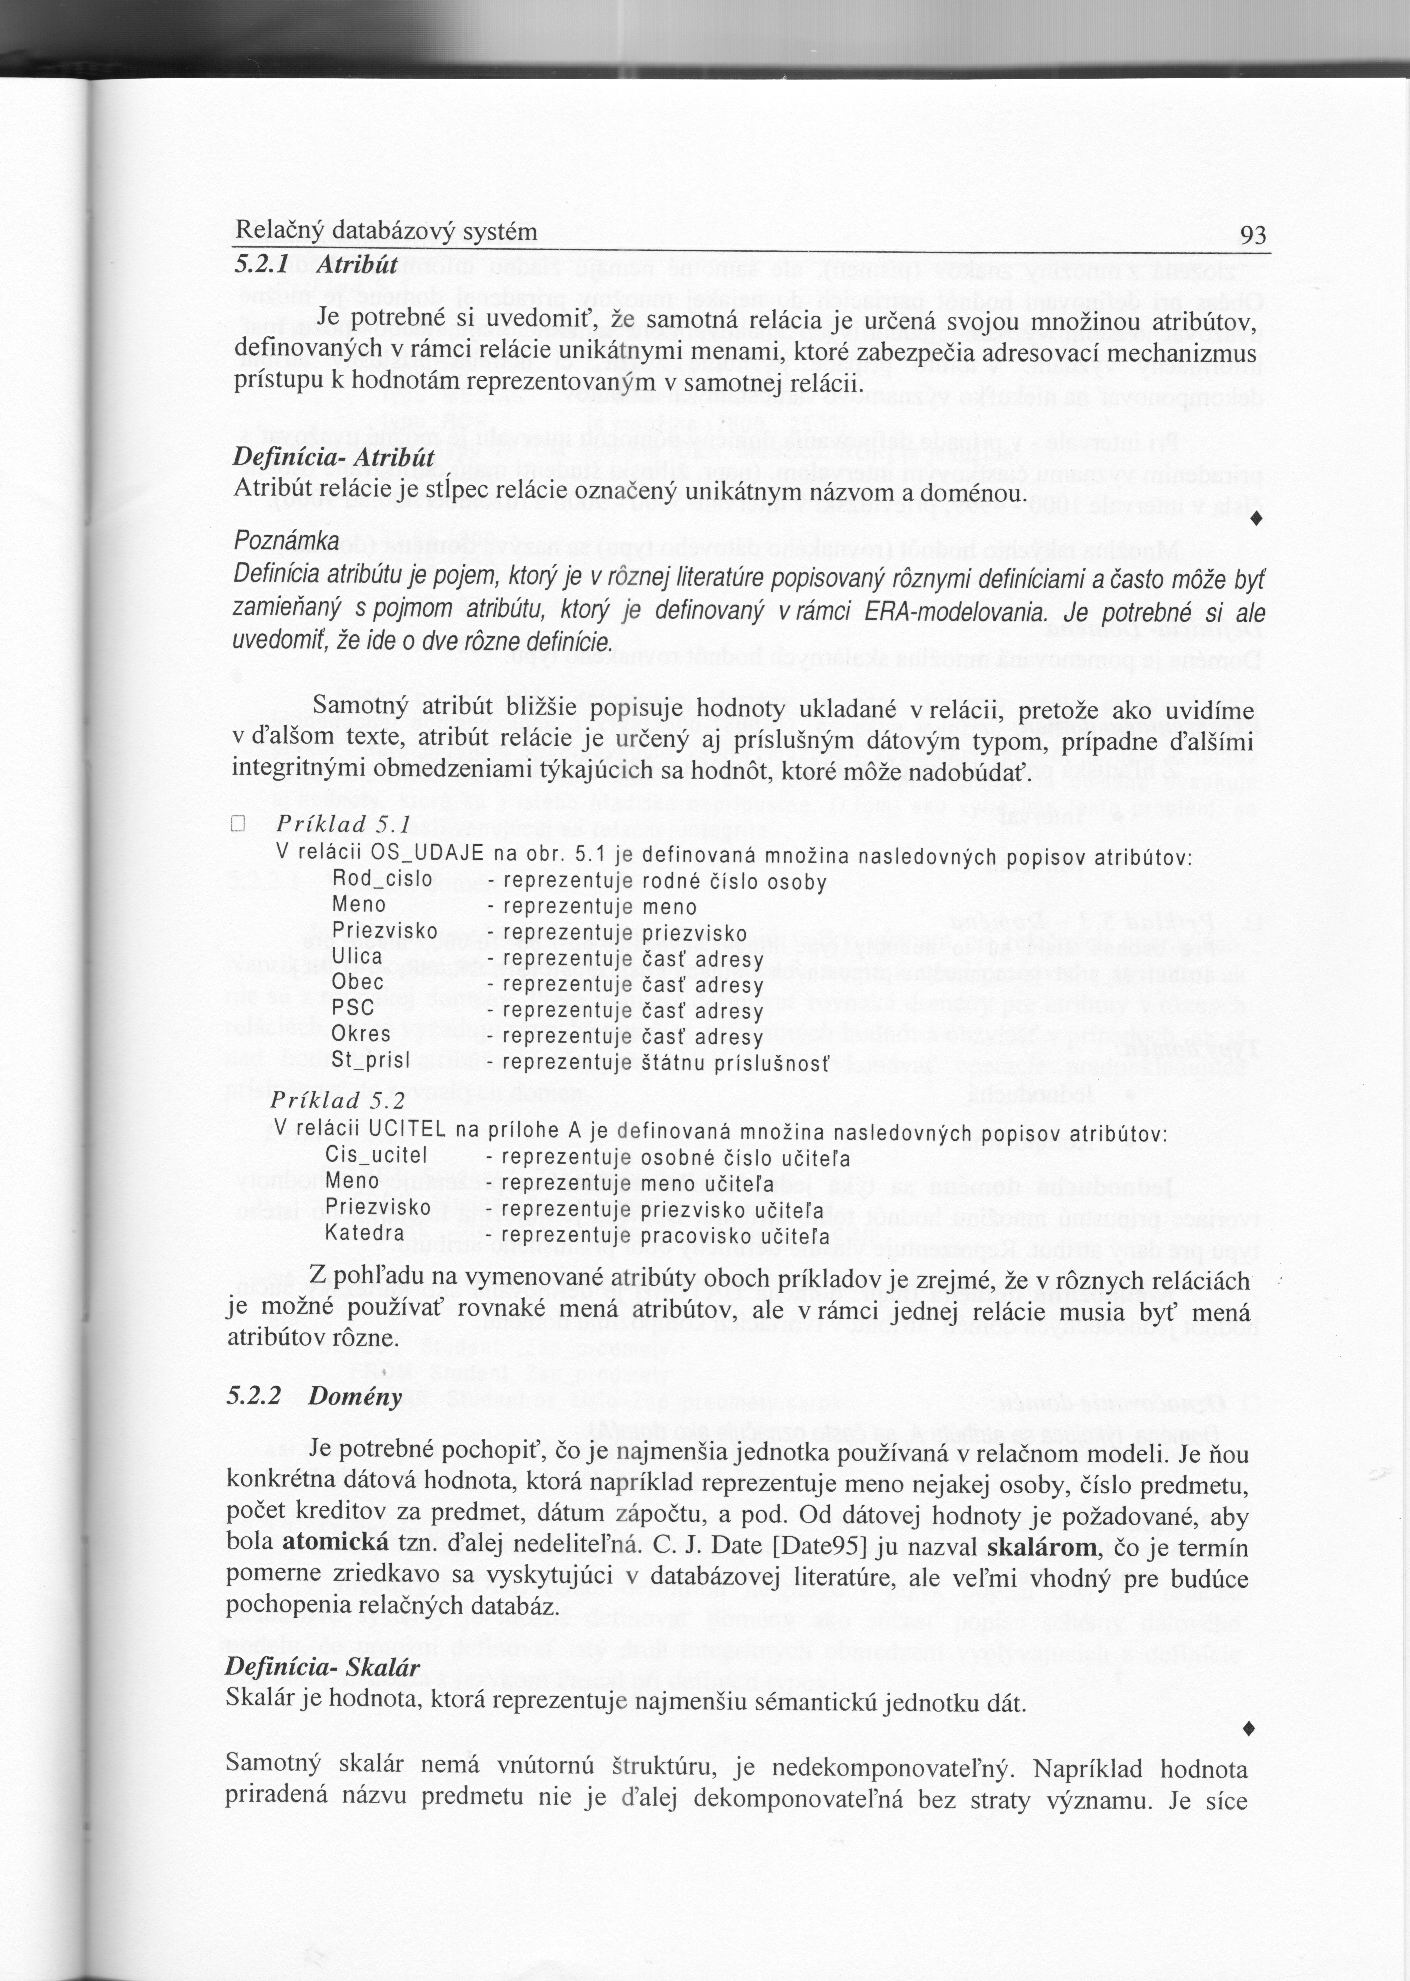 Relačný databázový systém 93
5.2.1 Atribút
Je potrebné si uvedomiť, že samotná relácia je určená svojou množinou atribútov,
definovaných v rámci relácie unikátnymi menami, ktoré zabezpečia adresovací mechanizmus
prístupu k hodnotám reprezentovaným v samotnej relácii.
Definícia- Atribút
Atribút relácie je stĺpec relácie označený unikátnym názvom a doménou.
♦
Poznámka
Definícia atribútu je pojem, ktorý je v rôznej literatúre popisovaný rôznymi definíciami a často môže byť
zamieňaný s pojmom atribútu, ktorý je definovaný v rámci ERA-modelovania. Je potrebné si ale
uvedomiť, že ide o dve rôzne definície.
Samotný atribút bližšie popisuje hodnoty ukladané v relácii, pretože ako uvidíme
v ďalšom texte, atribút relácie je určený aj príslušným dátovým typom, prípadne ďalšími
integritnými obmedzeniami týkajúcich sa hodnôt, ktoré môže nadobúdať.
□ Príklad 5.1
V relácii OS_UDAJE na obr. 5.1 je definovaná množina nasledovných popisov atribútov:
Rod_cislo - reprezentuje rodné číslo osoby
Meno - reprezentuje meno
Priezvisko - reprezentuje priezvisko
Ulica - reprezentuje časť adresy
Obec - reprezentuje časť adresy
PSC - reprezentuje časť adresy
Okres - reprezentuje časť adresy
St_prisl - reprezentuje štátnu príslušnosť
Príklad 5.2
V relácii UCITEL na prílohe A je definovaná množina nasledovných popisov atribútov:
Cis_ucitel - reprezentuje osobné číslo učiteľa
Meno - reprezentuje meno učiteľa
Priezvisko - reprezentuje priezvisko učiteľa
Katedra - reprezentuje pracovisko učiteľa
Z pohľadu na vymenované atribúty oboch príkladov je zrejmé, že v rôznych reláciách
je možné používať rovnaké mená atribútov, ale v rámci jednej relácie musia byť mená
atribútov rôzne.
5.2.2 Domény
Je potrebné pochopiť, čo je najmenšia jednotka používaná v relačnom modeli. Je ňou
konkrétna dátová hodnota, ktorá napríklad reprezentuje meno nejakej osoby, číslo predmetu,
počet kreditov za predmet, dátum zápočtu, a pod. Od dátovej hodnoty je požadované, aby
bola atomická tzn. ďalej nedeliteľná. C. J. Date [Date95] ju nazval skalárom, čo je termín
pomerne zriedkavo sa vyskytujúci v databázovej literatúre, ale veľmi vhodný pre budúce
pochopenia relačných databáz.
Definícia- Skalár
Skalár je hodnota, ktorá reprezentuje najmenšiu sémantickú jednotku dát.
♦
Samotný skalár nemá vnútornú štruktúru, je nedekomponovateľný. Napríklad hodnota
priradená názvu predmetu nie je ďalej dekomponovateľná bez straty významu. Je síce